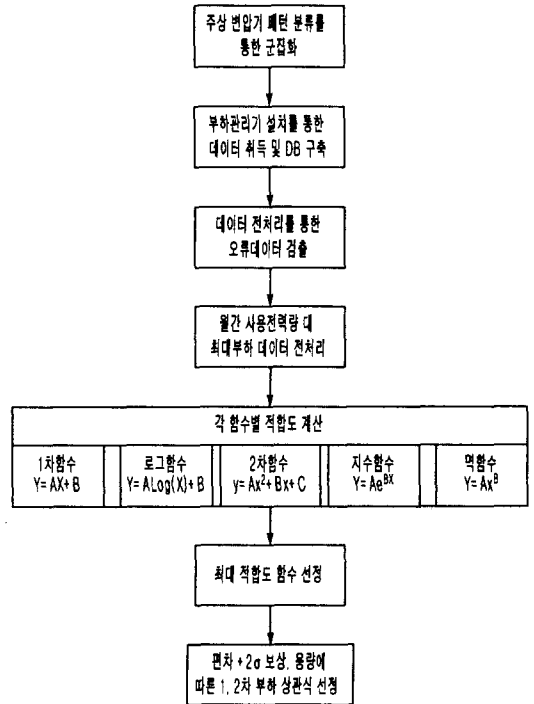 주상 변압기 패턴 분류를
통한 군집화
부하관리기 설치를 통한
데이터 취득 및 DB 구축
데이터 전처리를 통한
오류데이터 검출
월간 사용전력량 대
최대부하 데이터 전처리
각 함수별 적합도 계산
1차함수
Y= AX+ B
로그함수
Y= ALog(X)+ B
2차함수
y= Ax²+ Bx+ C
지수함수
Y= Ae^BX
멱함수
Y= Ax^B
최대 적합도 함수 선정
편차 + 2σ 보상, 용량에
따른 1, 2차 부하 상관식 선정